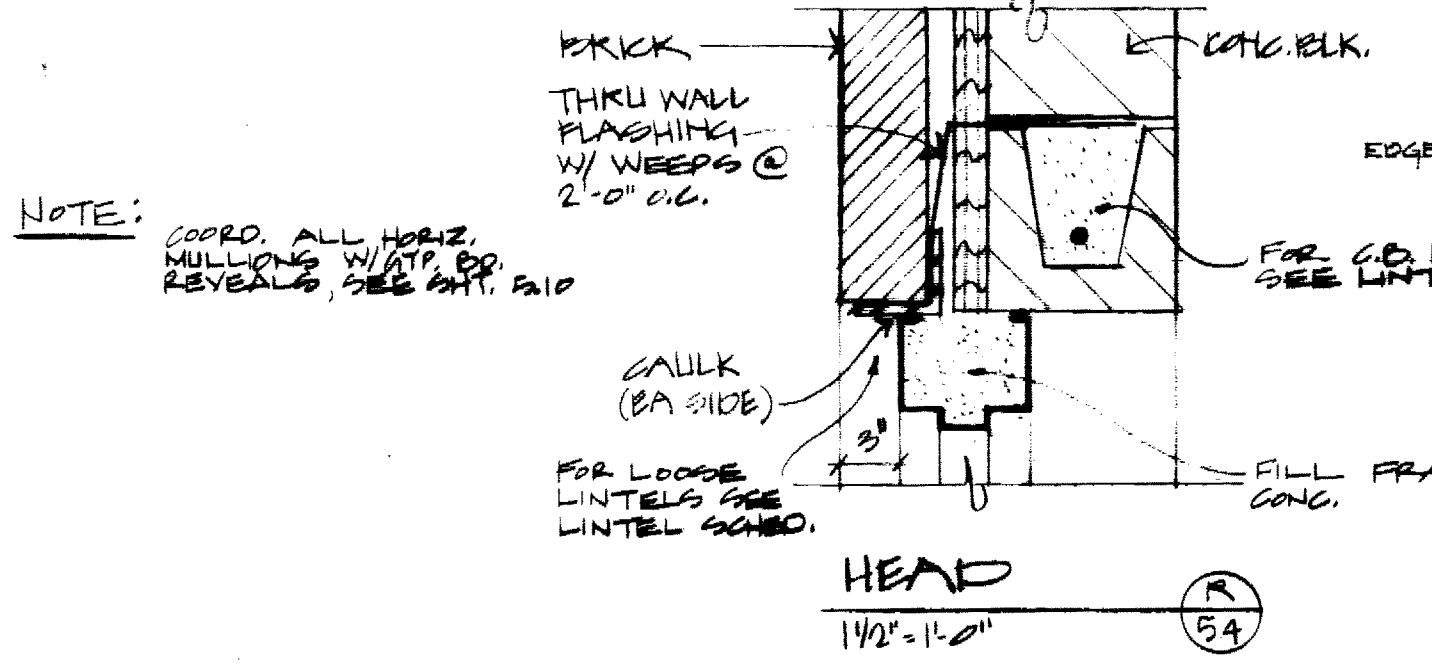 BRICK
THRU WALL
FLASHING
W/ WEEPS @
2'-0" O.C.
NOTE:
COORD. ALL HORIZ.
MULLIONS W/GYP. BD.
REVEALS, SEE SHT. 5.10
CAULK
(EA SIDE)
3"
FOR LOOSE
LINTELS SEE
LINTEL SCHED.
CONC. BLK.
EDGE
FOR C.B.
SEE LINT
FILL FRA
CONC.
HEAD
1 1/2" = 1'-0"
R
54